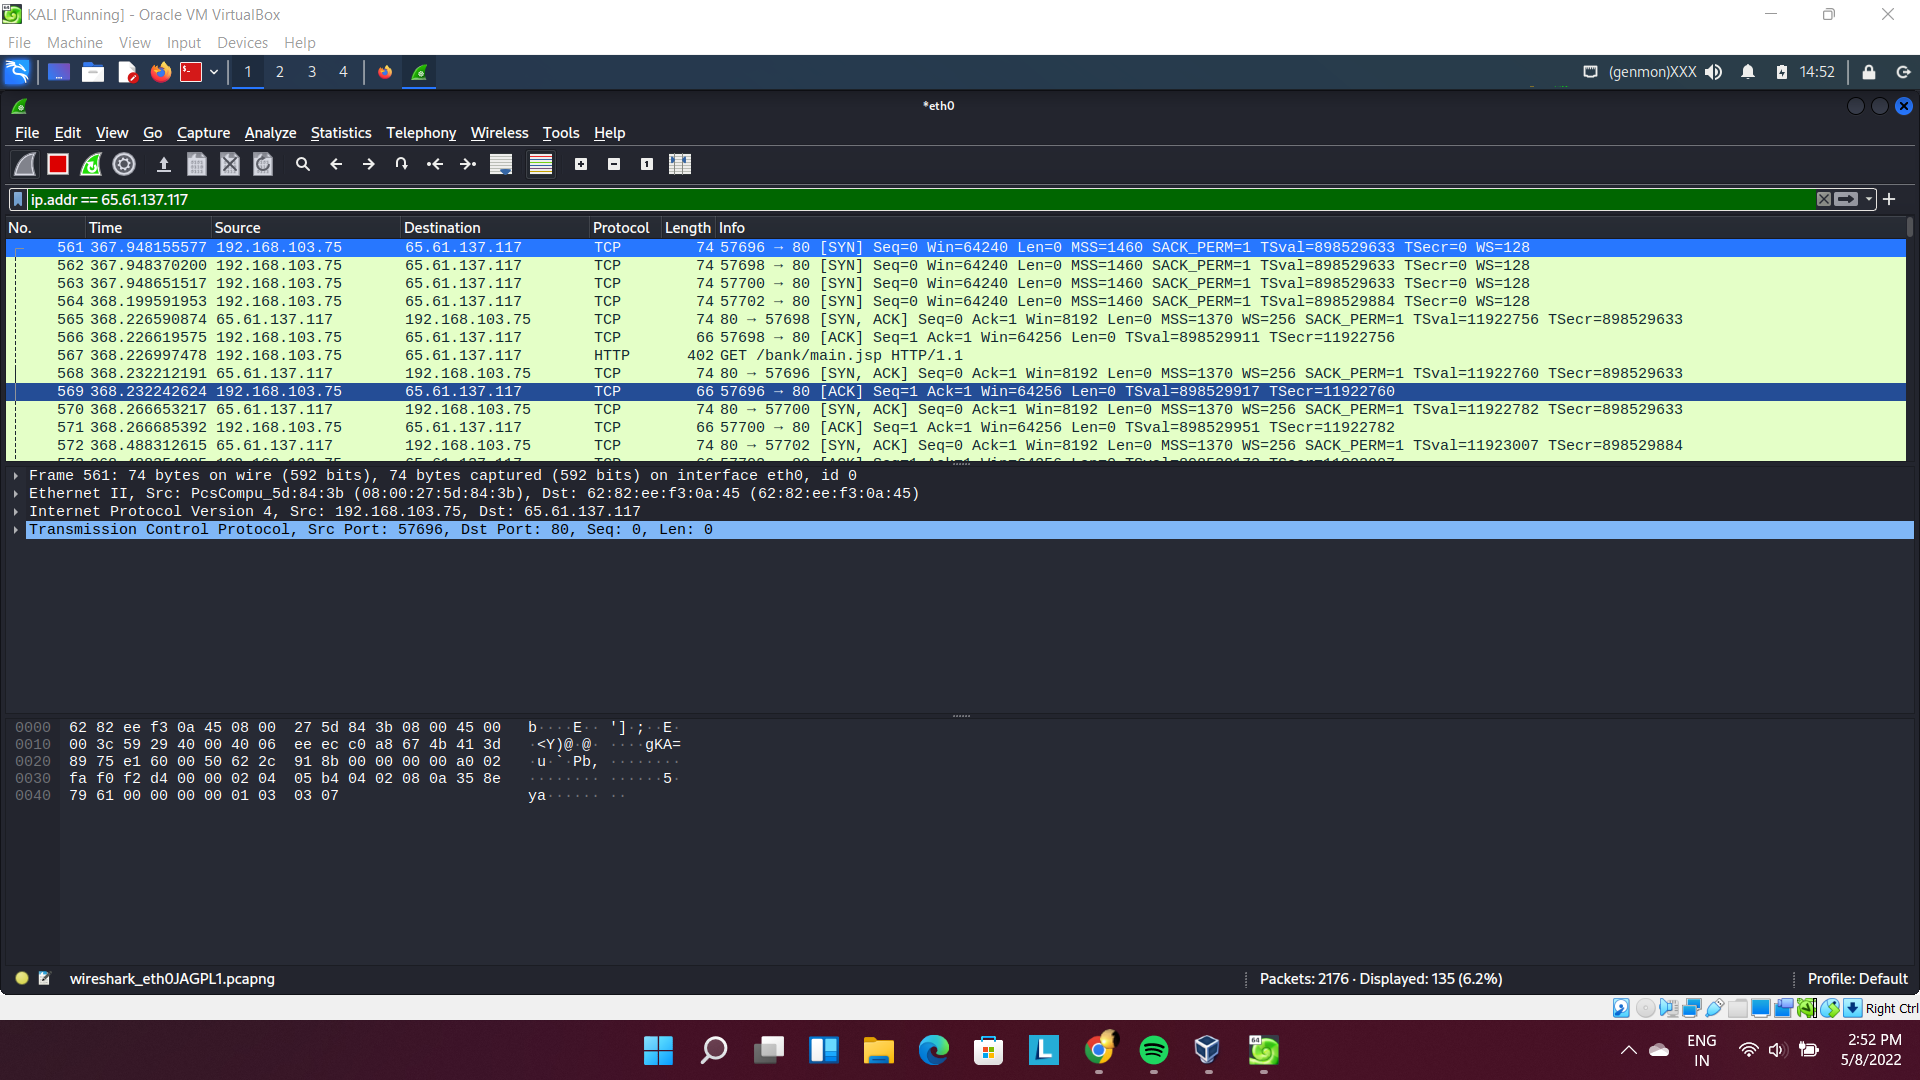 KALI [Running] - Oracle VM VirtualBox
File Machine View Input Devices Help
1 2 3 4 (genmon)XXX 14:52
*eth0
File Edit View Go Capture Analyze Statistics Telephony Wireless Tools Help
ip.addr == 65.61.137.117
No. Time Source Destination Protocol Length Info
561 367.948155577 192.168.103.75 65.61.137.117 TCP 74 57696 → 80 [SYN] Seq=0 Win=64240 Len=0 MSS=1460 SACK_PERM=1 TSval=898529633 TSecr=0 WS=128
562 367.948370200 192.168.103.75 65.61.137.117 TCP 74 57698 → 80 [SYN] Seq=0 Win=64240 Len=0 MSS=1460 SACK_PERM=1 TSval=898529633 TSecr=0 WS=128
563 367.948651517 192.168.103.75 65.61.137.117 TCP 74 57700 → 80 [SYN] Seq=0 Win=64240 Len=0 MSS=1460 SACK_PERM=1 TSval=898529633 TSecr=0 WS=128
564 368.199591953 192.168.103.75 65.61.137.117 TCP 74 57702 → 80 [SYN] Seq=0 Win=64240 Len=0 MSS=1460 SACK_PERM=1 TSval=898529884 TSecr=0 WS=128
565 368.226590874 65.61.137.117 192.168.103.75 TCP 74 80 → 57698 [SYN, ACK] Seq=0 Ack=1 Win=8192 Len=0 MSS=1370 WS=256 SACK_PERM=1 TSval=11922756 TSecr=898529633
566 368.226619575 192.168.103.75 65.61.137.117 TCP 66 57698 → 80 [ACK] Seq=1 Ack=1 Win=64256 Len=0 TSval=898529911 TSecr=11922756
567 368.226997478 192.168.103.75 65.61.137.117 HTTP 402 GET /bank/main.jsp HTTP/1.1
568 368.232212191 65.61.137.117 192.168.103.75 TCP 74 80 → 57696 [SYN, ACK] Seq=0 Ack=1 Win=8192 Len=0 MSS=1370 WS=256 SACK_PERM=1 TSval=11922760 TSecr=898529633
569 368.232242624 192.168.103.75 65.61.137.117 TCP 66 57696 → 80 [ACK] Seq=1 Ack=1 Win=64256 Len=0 TSval=898529917 TSecr=11922760
570 368.266653217 65.61.137.117 192.168.103.75 TCP 74 80 → 57700 [SYN, ACK] Seq=0 Ack=1 Win=8192 Len=0 MSS=1370 WS=256 SACK_PERM=1 TSval=11922782 TSecr=898529633
571 368.266685392 192.168.103.75 65.61.137.117 TCP 66 57700 → 80 [ACK] Seq=1 Ack=1 Win=64256 Len=0 TSval=898529951 TSecr=11922782
572 368.488312615 65.61.137.117 192.168.103.75 TCP 74 80 → 57702 [SYN, ACK] Seq=0 Ack=1 Win=8192 Len=0 MSS=1370 WS=256 SACK_PERM=1 TSval=11923007 TSecr=898529884
Frame 561: 74 bytes on wire (592 bits), 74 bytes captured (592 bits) on interface eth0, id 0
Ethernet II, Src: PcsCompu_5d:84:3b (08:00:27:5d:84:3b), Dst: 62:82:ee:f3:0a:45 (62:82:ee:f3:0a:45)
Internet Protocol Version 4, Src: 192.168.103.75, Dst: 65.61.137.117
Transmission Control Protocol, Src Port: 57696, Dst Port: 80, Seq: 0, Len: 0
0000 62 82 ee f3 0a 45 08 00 27 5d 84 3b 08 00 45 00 b····E·· ']·;··E·
0010 00 3c 59 29 40 00 40 06 ee ec c0 a8 67 4b 41 3d ·<Y)@·@· ····gKA=
0020 89 75 e1 60 00 50 62 2c 91 8b 00 00 00 00 a0 02 ·u·`·Pb, ········
0030 fa f0 f2 d4 00 00 02 04 05 b4 04 02 08 0a 35 8e ········ ······5·
0040 79 61 00 00 00 00 01 03 03 07 ya······ ··
wireshark_eth0JAGPL1.pcapng Packets: 2176 · Displayed: 135 (6.2%) Profile: Default
Right Ctrl
ENG
IN
2:52 PM
5/8/2022